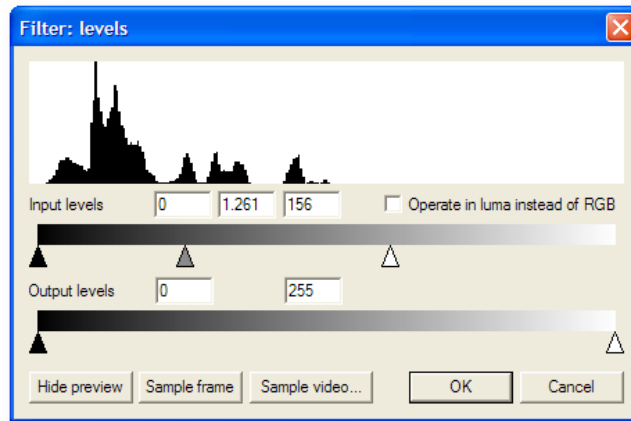 Filter: levels
Input levels 0 1.261 156 Operate in luma instead of RGB
Output levels 0 255
Hide preview Sample frame Sample video... OK Cancel